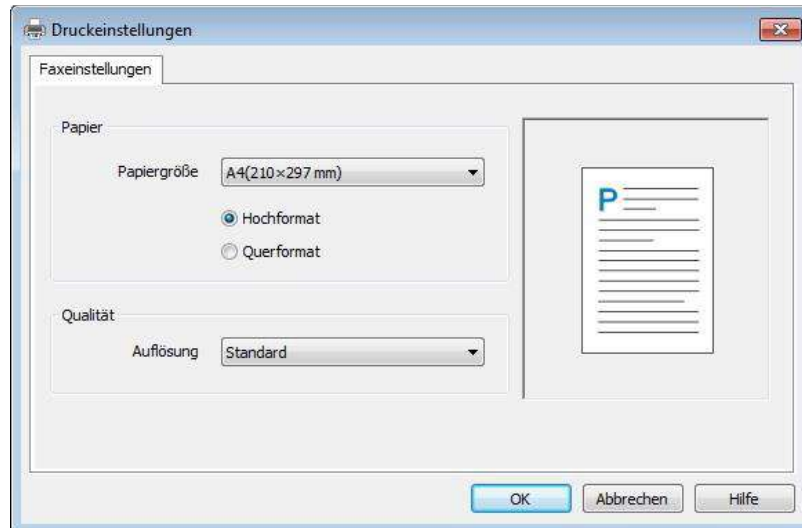 Druckeinstellungen
Faxeinstellungen
Papier
Papiergröße A4(210×297 mm)
Hochformat
Querformat
P
Qualität
Auflösung Standard
OK Abbrechen Hilfe